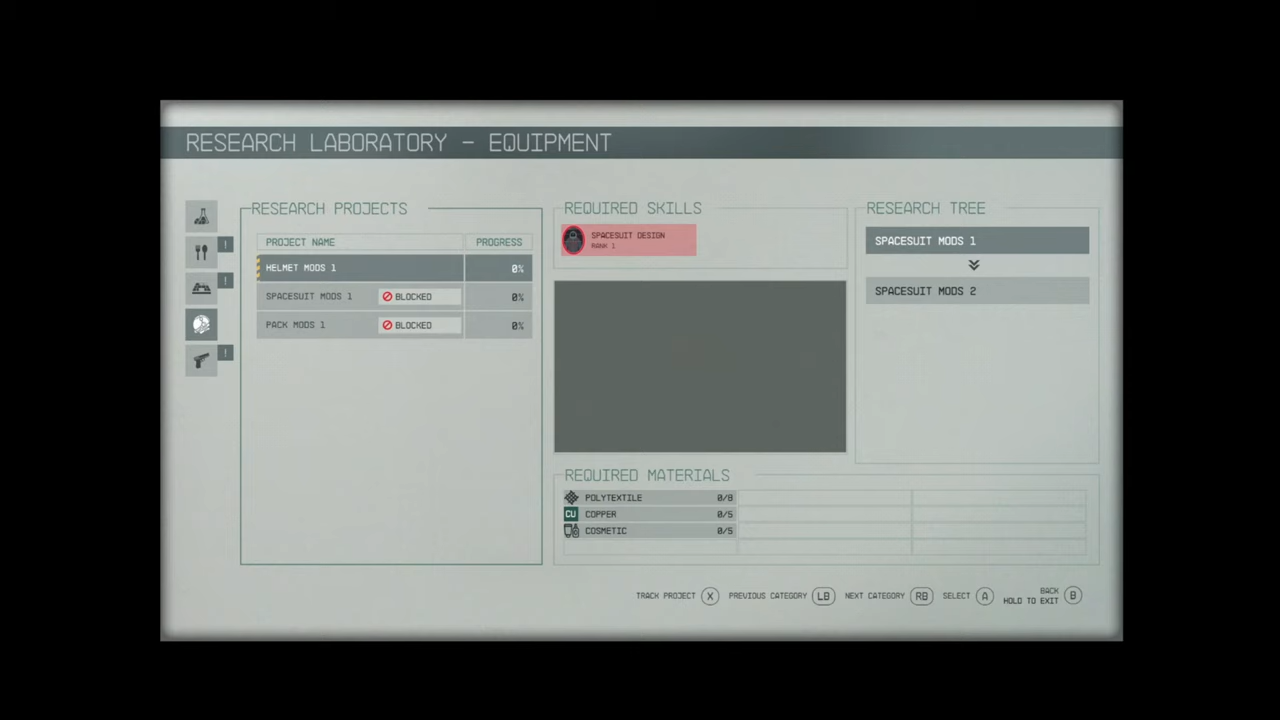 RESEARCH LABORATORY - EQUIPMENT
RESEARCH PROJECTS
PROJECT NAME PROGRESS
HELMET MODS 1 0%
SPACESUIT MODS 1 BLOCKED 0%
PACK MODS 1 BLOCKED 0%
!
!
!
REQUIRED SKILLS
SPACESUIT DESIGN
RANK 1
RESEARCH TREE
SPACESUIT MODS 1
SPACESUIT MODS 2
REQUIRED MATERIALS
POLYTEXTILE 0/8
CU COPPER 0/5
COSMETIC 0/5
TRACK PROJECT X PREVIOUS CATEGORY LB NEXT CATEGORY RB SELECT A BACK B
HOLD TO EXIT